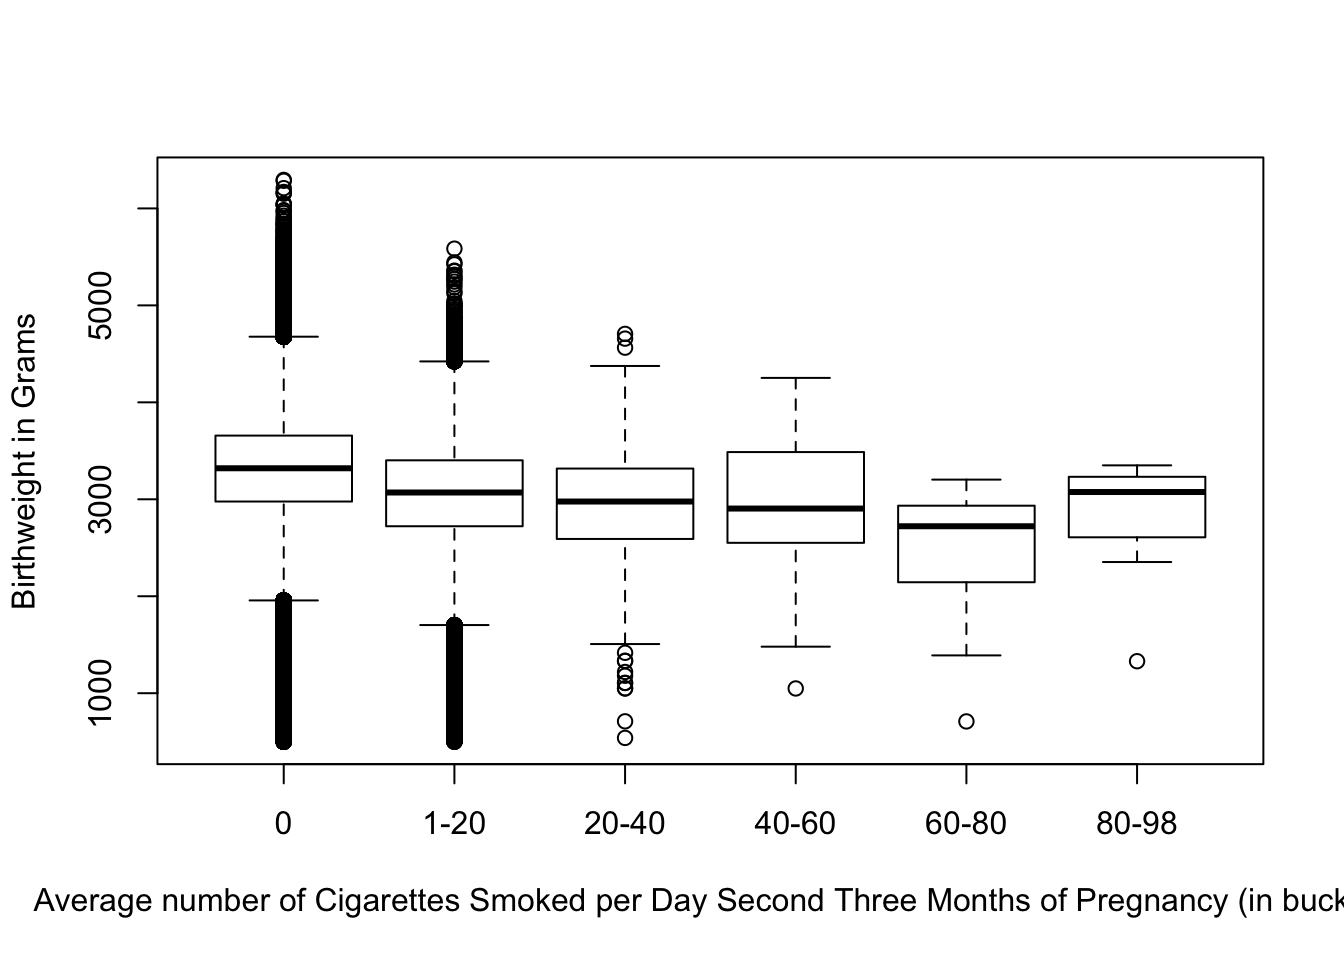 Birthweight in Grams
5000
3000
1000
0 1-20 20-40 40-60 60-80 80-98
Average number of Cigarettes Smoked per Day Second Three Months of Pregnancy (in buck